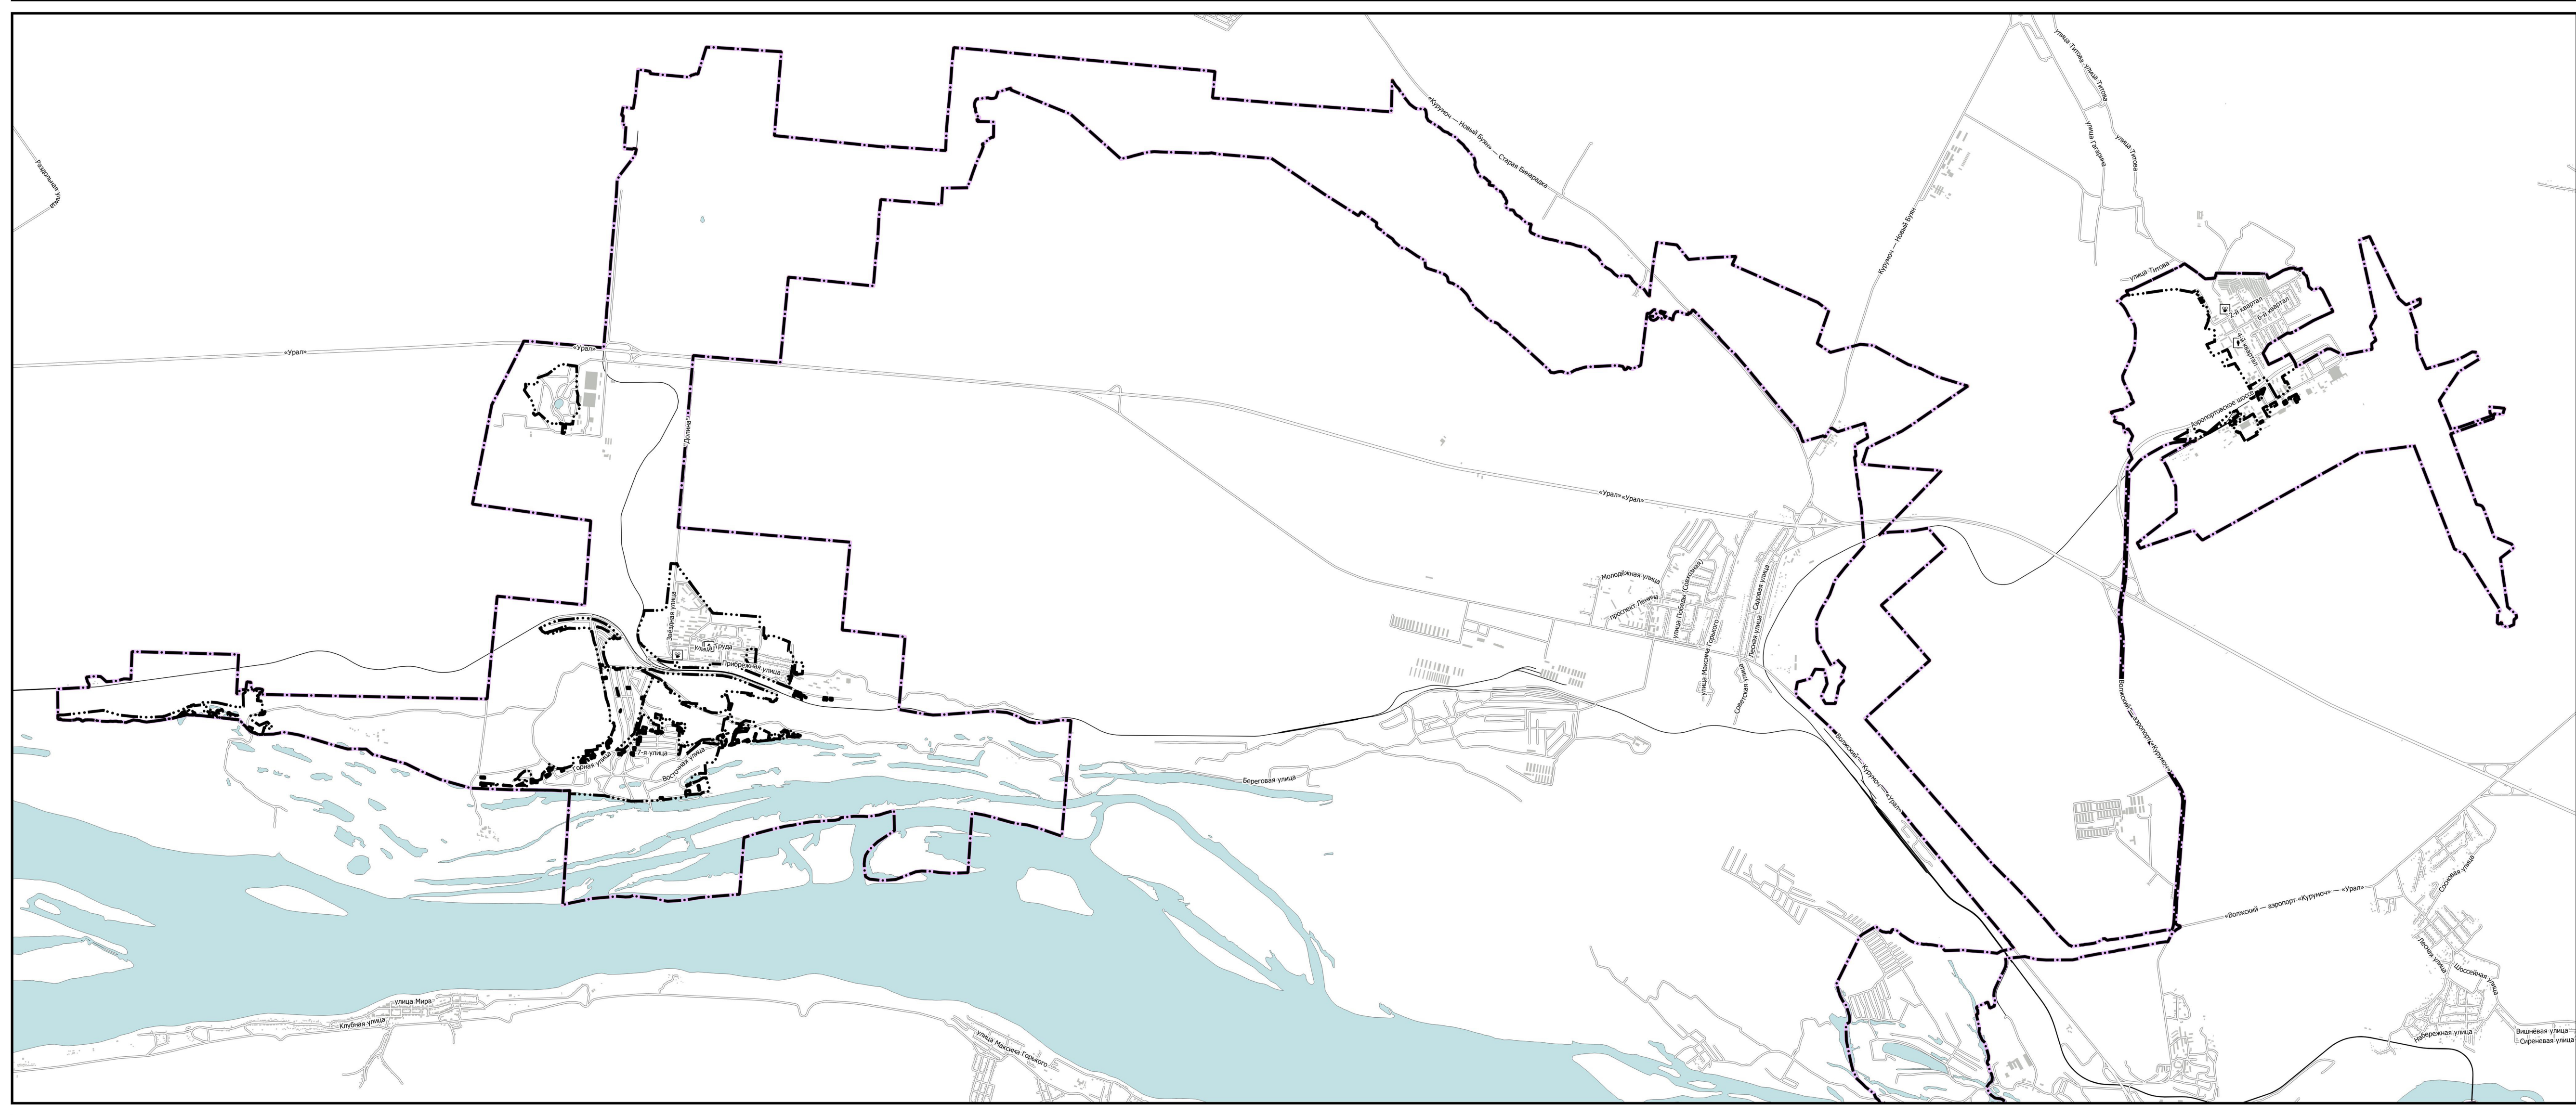 улица Титова
улица Титова
«Курумоч — Новый Буян» — Старая Бинарадка
улица Гагарина
улица Титова
Раздольная улица
Курумоч — Новый Буян
улица Титова
2-й квартал
6-й квартал
«Урал»
«Урал»
Долина
Аэропортовское шоссе
«Урал»
«Урал»
Молодёжная улица
проспект Ленина
улица Победы (Совхозная)
Садовая улица
Звёздная улица
улица Труда
Прибрежная улица
улица Максима Горького
Лесная улица
Советская улица
7-я улица
Горная улица
Восточная улица
Береговая улица
«Волжский — аэропорт «Курумоч»
«Волжский — Курумоч — «Урал»
«Волжский — аэропорт «Курумоч» — «Урал»
Сосновая улица
Лесная улица
Шоссейная улица
улица Мира
Клубная улица
улица Максима Горького
Набережная улица
Вишнёвая улица
Сиреневая улица